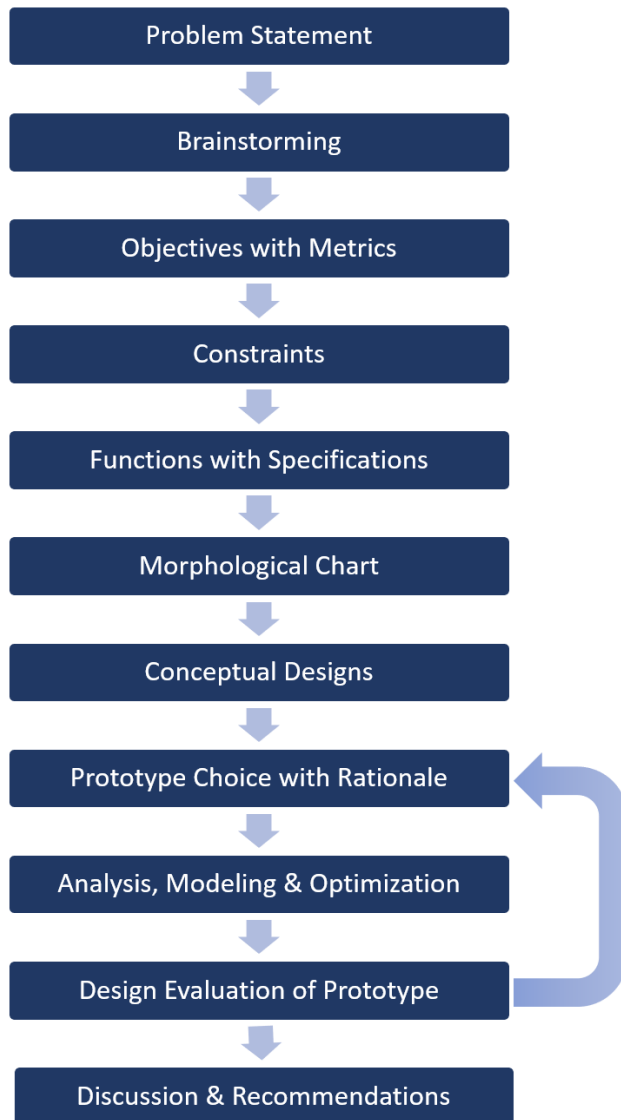 Problem Statement
Brainstorming
Objectives with Metrics
Constraints
Functions with Specifications
Morphological Chart
Conceptual Designs
Prototype Choice with Rationale
Analysis, Modeling & Optimization
Design Evaluation of Prototype
Discussion & Recommendations